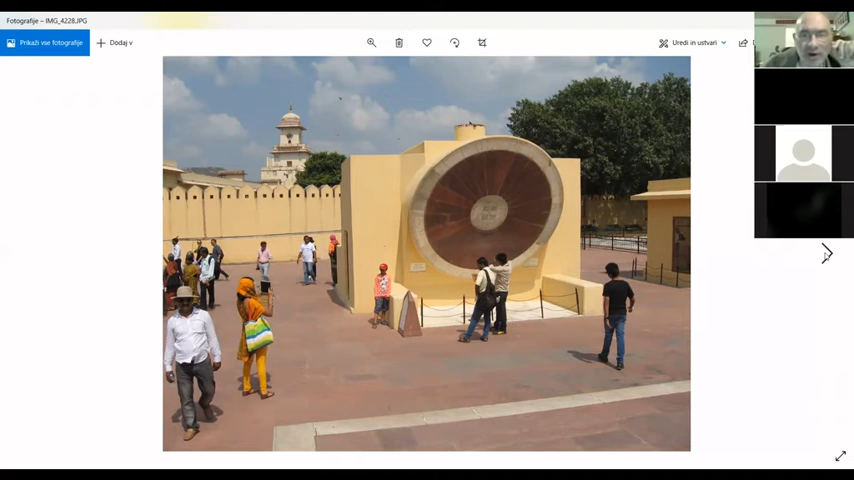 Fotografije – IMG_4228.JPG
Prikaži vse fotografije
Dodaj v
Uredi in ustvari